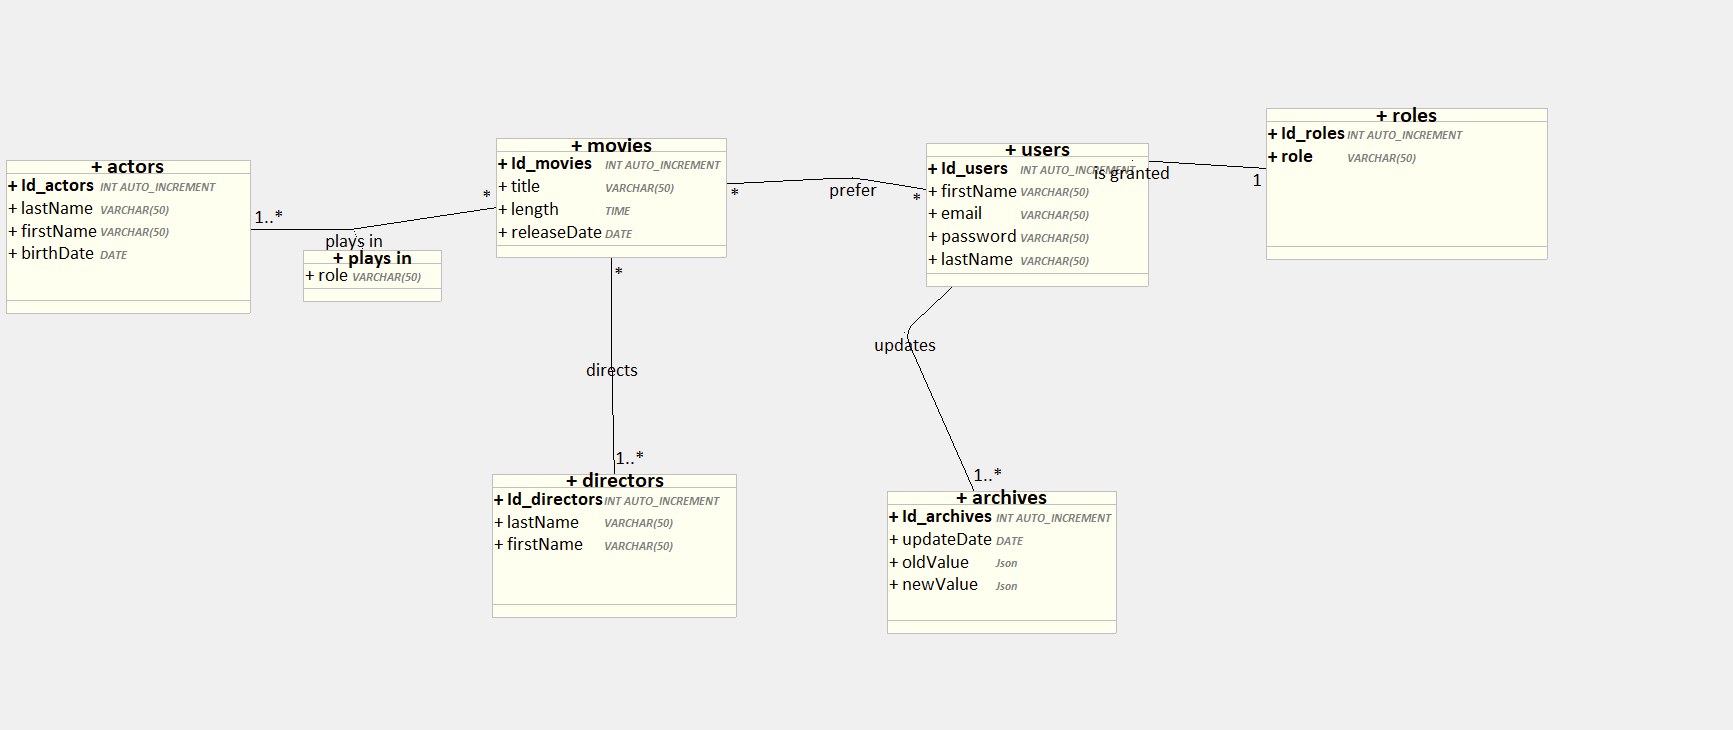 + actors
+ Id_actors INT AUTO_INCREMENT
+ lastName VARCHAR(50)
+ firstName VARCHAR(50)
+ birthDate DATE
1..*
*
plays in
+ plays in
+ role VARCHAR(50)
+ movies
+ Id_movies INT AUTO_INCREMENT
+ title VARCHAR(50)
+ length TIME
+ releaseDate DATE
*
prefer
*
*
directs
1..*
+ directors
+ Id_directors INT AUTO_INCREMENT
+ lastName VARCHAR(50)
+ firstName VARCHAR(50)
+ users
+ Id_users INT AUTO_INCREMENT
+ firstName VARCHAR(50)
+ email VARCHAR(50)
+ password VARCHAR(50)
+ lastName VARCHAR(50)
is granted
1
+ roles
+ Id_roles INT AUTO_INCREMENT
+ role VARCHAR(50)
updates
1..*
+ archives
+ Id_archives INT AUTO_INCREMENT
+ updateDate DATE
+ oldValue Json
+ newValue Json